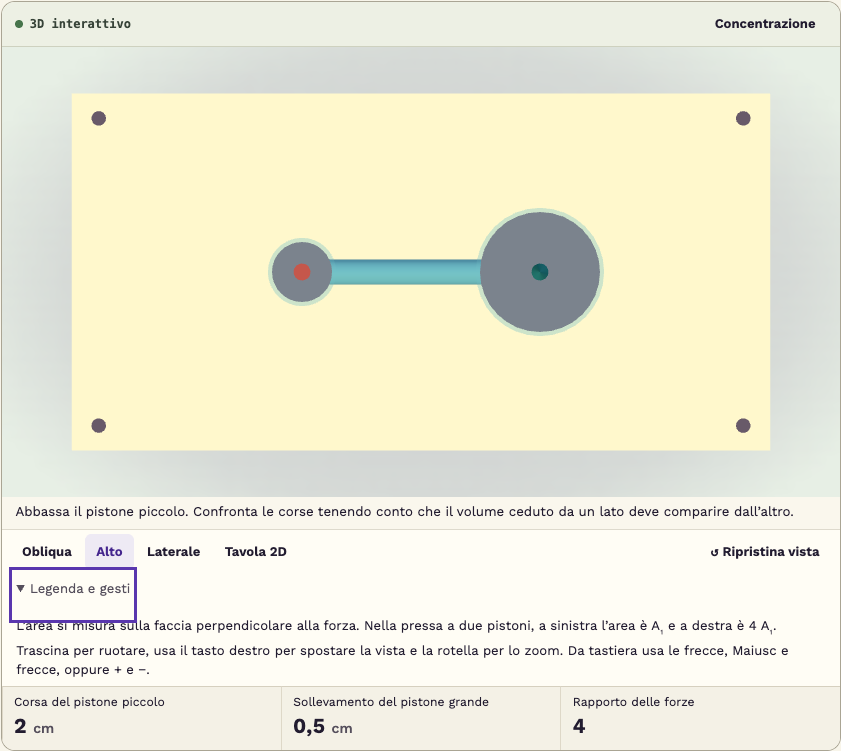 3D interattivo
Concentrazione
Abbassa il pistone piccolo. Confronta le corse tenendo conto che il volume ceduto da un lato deve comparire dall’altro.
Obliqua Alto Laterale Tavola 2D ↺ Ripristina vista
▼ Legenda e gesti
L’area si misura sulla faccia perpendicolare alla forza. Nella pressa a due pistoni, a sinistra l’area è A₁ e a destra è 4 A₁.
Trascina per ruotare, usa il tasto destro per spostare la vista e la rotella per lo zoom. Da tastiera usa le frecce, Maiusc e
frecce, oppure + e −.
Corsa del pistone piccolo
2 cm
Sollevamento del pistone grande
0,5 cm
Rapporto delle forze
4